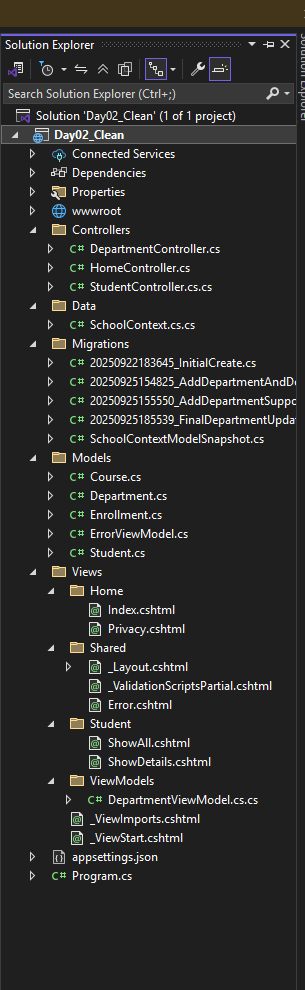 Solution Explorer
Search Solution Explorer (Ctrl+;)
Solution 'Day02_Clean' (1 of 1 project)
Day02_Clean
Connected Services
Dependencies
Properties
wwwroot
Controllers
C# DepartmentController.cs
C# HomeController.cs
C# StudentController.cs.cs
Data
C# SchoolContext.cs.cs
Migrations
C# 20250922183645_InitialCreate.cs
C# 20250925154825_AddDepartmentAndDe
C# 20250925155550_AddDepartmentSuppo
C# 20250925185539_FinalDepartmentUpdat
C# SchoolContextModelSnapshot.cs
Models
C# Course.cs
C# Department.cs
C# Enrollment.cs
C# ErrorViewModel.cs
C# Student.cs
Views
Home
Index.cshtml
Privacy.cshtml
Shared
_Layout.cshtml
_ValidationScriptsPartial.cshtml
Error.cshtml
Student
ShowAll.cshtml
ShowDetails.cshtml
ViewModels
C# DepartmentViewModel.cs.cs
_ViewImports.cshtml
_ViewStart.cshtml
appsettings.json
C# Program.cs
Solution Explorer